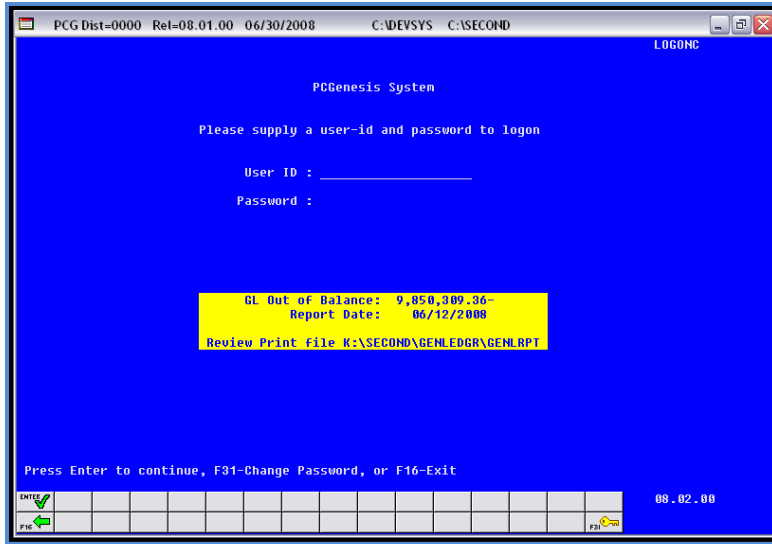 PCG Dist=0000 Rel=08.01.00 06/30/2008 C:\DEVSYS C:\SECOND
LOGONC
PCGenesis System
Please supply a user-id and password to logon
User ID :
Password :
GL Out of Balance: 9,850,309.36-
Report Date: 06/12/2008
Review Print file K:\SECOND\GENLEDGR\GENLRPT
Press Enter to continue, F31-Change Password, or F16-Exit
ENTER
08.02.00
F16
F31